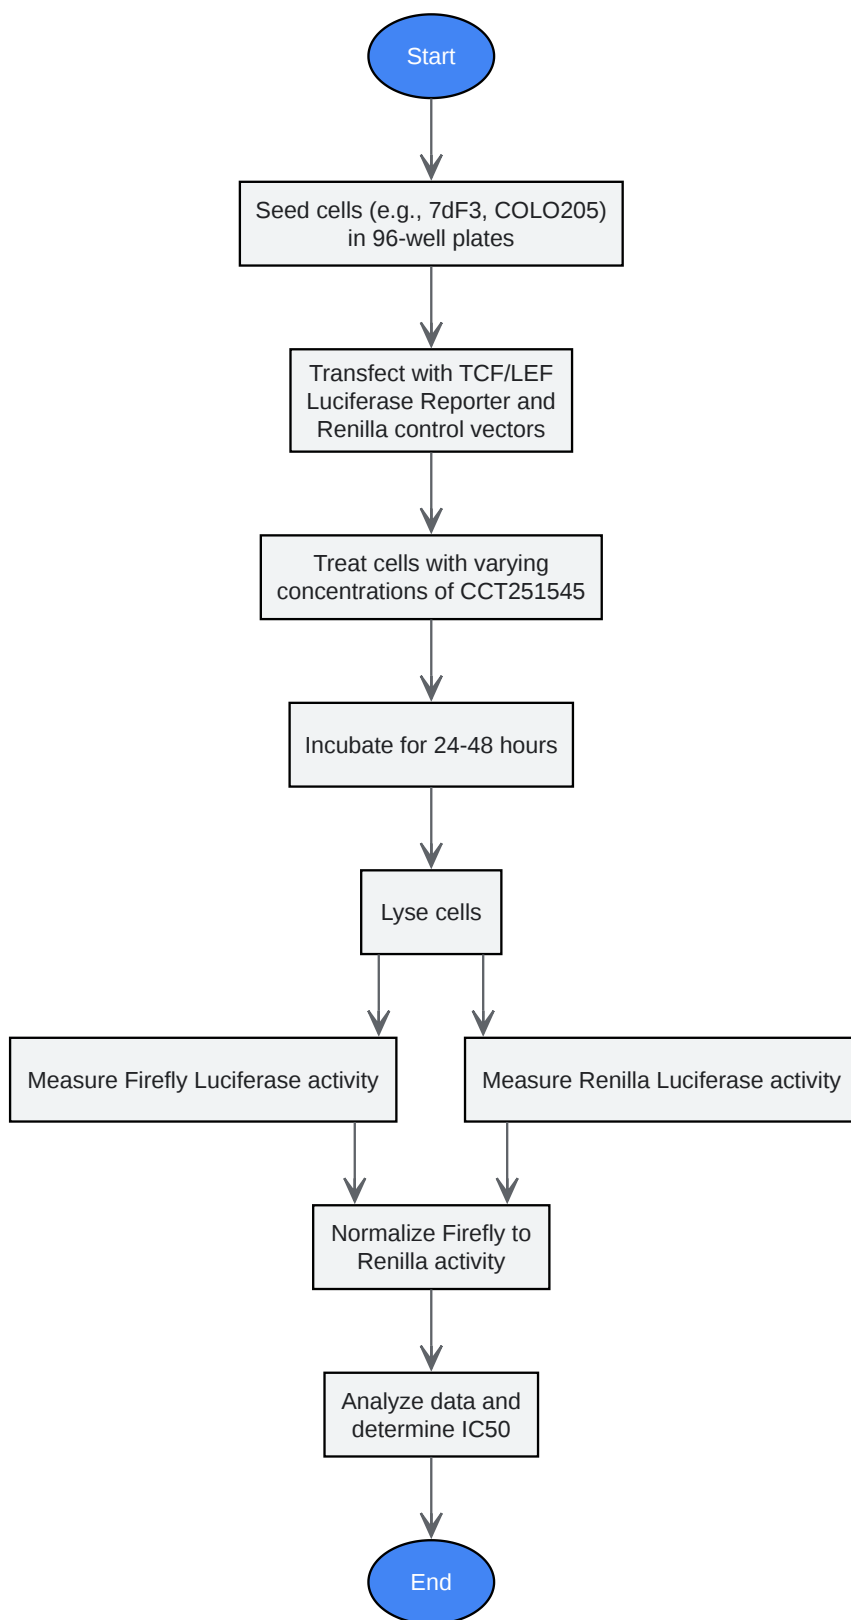 Start
Seed cells (e.g., 7dF3, COLO205)
in 96-well plates
Transfect with TCF/LEF
Luciferase Reporter and
Renilla control vectors
Treat cells with varying
concentrations of CCT251545
Incubate for 24-48 hours
Lyse cells
Measure Firefly Luciferase activity
Measure Renilla Luciferase activity
Normalize Firefly to
Renilla activity
Analyze data and
determine IC50
End